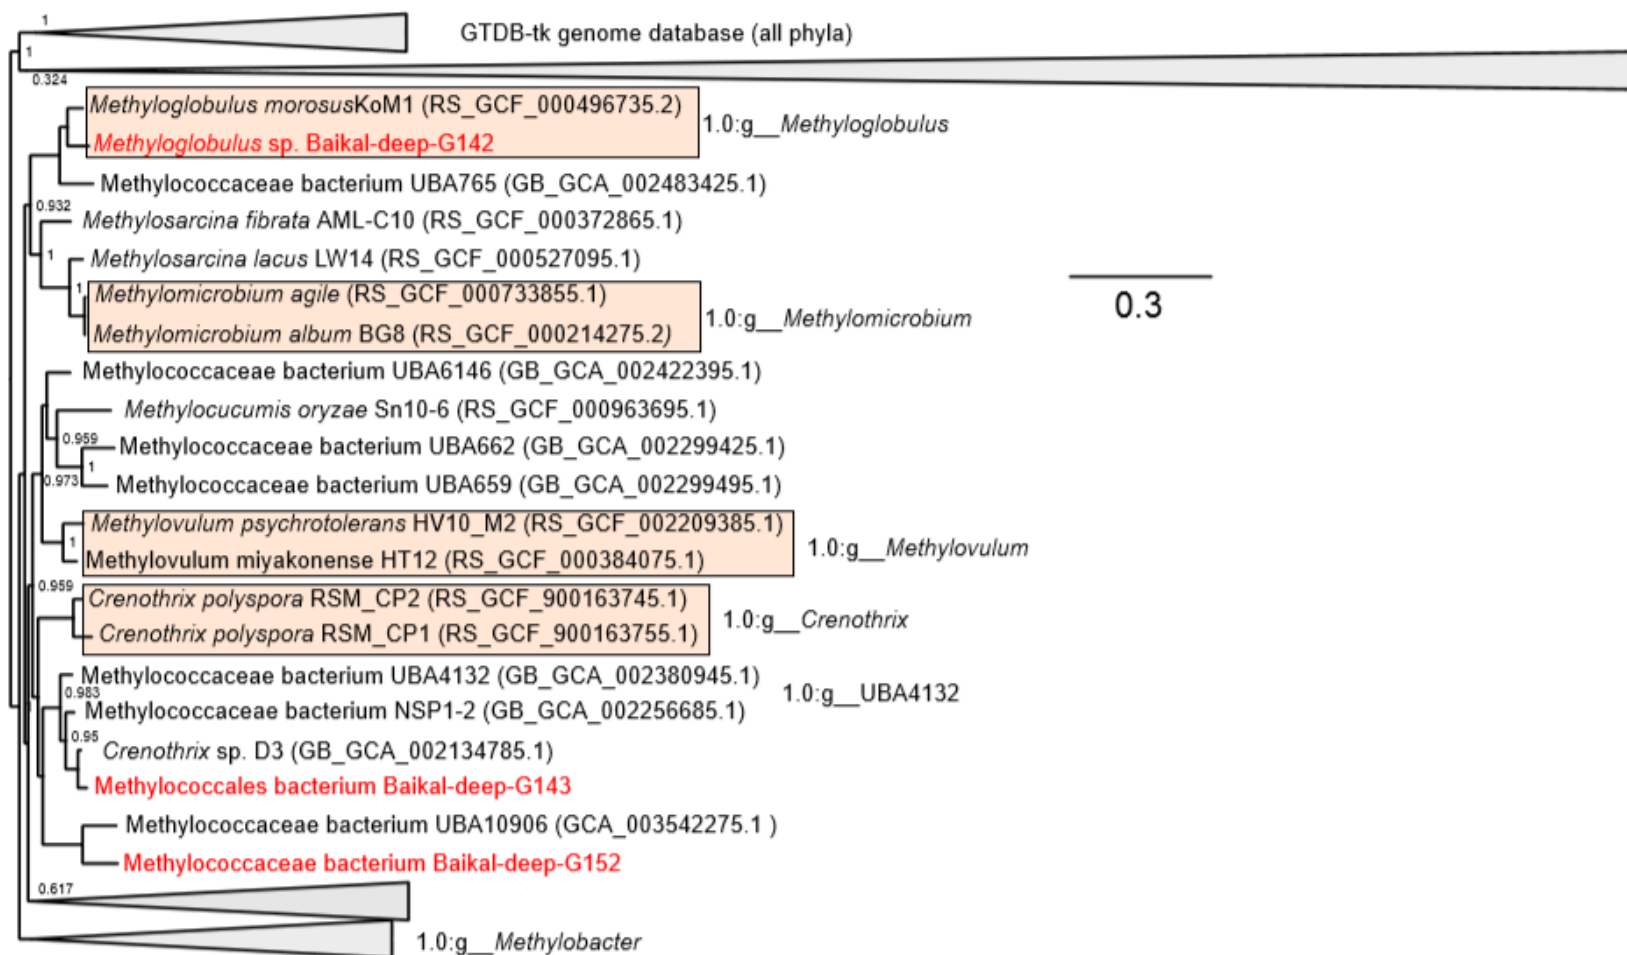 1
GTDB-tk genome database (all phyla)
1
0.324
Methyloglobulus morosusKoM1 (RS_GCF_000496735.2)
1.0:g__Methyloglobulus
Methyloglobulus sp. Baikal-deep-G142
Methylococcaceae bacterium UBA765 (GB_GCA_002483425.1)
0.932
Methylosarcina fibrata AML-C10 (RS_GCF_000372865.1)
1
Methylosarcina lacus LW14 (RS_GCF_000527095.1)
1
Methylomicrobium agile (RS_GCF_000733855.1)
0.3
1.0:g__Methylomicrobium
Methylomicrobium album BG8 (RS_GCF_000214275.2)
Methylococcaceae bacterium UBA6146 (GB_GCA_002422395.1)
Methylocucumis oryzae Sn10-6 (RS_GCF_000963695.1)
0.959
Methylococcaceae bacterium UBA662 (GB_GCA_002299425.1)
1
0.973
Methylococcaceae bacterium UBA659 (GB_GCA_002299495.1)
Methylovulum psychrotolerans HV10_M2 (RS_GCF_002209385.1)
1
1.0:g__Methylovulum
Methylovulum miyakonense HT12 (RS_GCF_000384075.1)
0.959
Crenothrix polyspora RSM_CP2 (RS_GCF_900163745.1)
1.0:g__Crenothrix
Crenothrix polyspora RSM_CP1 (RS_GCF_900163755.1)
Methylococcaceae bacterium UBA4132 (GB_GCA_002380945.1)
0.983
1.0:g__UBA4132
Methylococcaceae bacterium NSP1-2 (GB_GCA_002256685.1)
0.95
Crenothrix sp. D3 (GB_GCA_002134785.1)
Methylococcales bacterium Baikal-deep-G143
Methylococcaceae bacterium UBA10906 (GCA_003542275.1 )
Methylococcaceae bacterium Baikal-deep-G152
0.617
1.0:g__Methylobacter